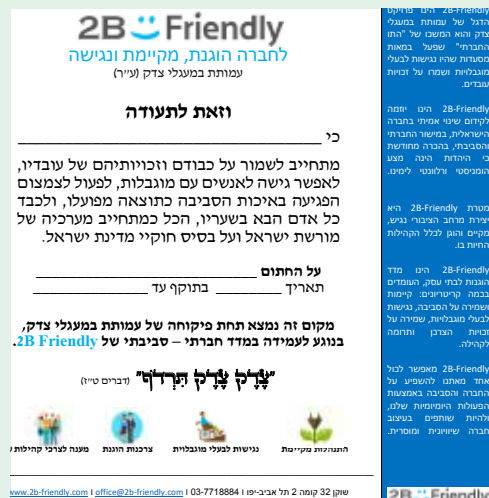 2B Friendly
לחברה הוגנת, מקיימת ונגישה
עמותת במעגלי צדק (ע״ר)
וזאת לתעודה
כי
מתחייב לשמור על כבודם וזכויותיהם של עובדיו,
לאפשר גישה לאנשים עם מוגבלות, לפעול לצמצום
הפגיעה באיכות הסביבה כתוצאה מפועלו, ולכבד
כל אדם הבא בשעריו, הכל כמתחייב מערכיה של
מורשת ישראל ועל בסיס חוקיי מדינת ישראל.
על החתום
תאריך בתוקף עד
מקום זה נמצא תחת פיקוחה של עמותת במעגלי צדק,
בנוגע לעמידה במדד חברתי – סביבתי של 2B Friendly.
"צֶדֶק צֶדֶק תִּרְדֹּף" (דברים ט״ז)
התנהלות מקיימת נגישות לבעלי מוגבלויות צרכנות הוגנת מענה לצרכי קהילות
שוקן 32 קומה 2 תל אביב-יפו I 03-7718884 I office@2b-friendly.com I www.2b-friendly.com
2B-Friendly הינו פרויקט
הדגל של עמותת במעגלי
צדק והוא המשכו של "התו
החברתי" שפעל במאות
מסעדות שהיו נגישות לבעלי
מוגבלויות ושמרו על זכויות
עובדים.
2B-Friendly הינו יוזמה
לקידום שינוי אמיתי בחברה
הישראלית, במישור החברתי
והסביבתי, בהכרה מחודשת
כי היהדות הינה מצע
הומניסטי ורלוונטי לימינו.
מטרת 2B-Friendly היא
יצירת מרחב הציבורי נגיש,
מקיים והוגן לכלל הקהילות
החיות בו.
2B-Friendly הינו מדד
הוגנות לבתי עסק, העומדים
בכמה קריטריונים: קיימות
ושמירה על הסביבה, נגישות
לבעלי מוגבלויות, שמירה על
זכויות הצרכן ותרומה
לקהילה.
2B-Friendly מאפשר לכול
אחד מאתנו להשפיע על
החברה והסביבה באמצעות
הפעולות היומיומיות שלנו,
ולהיות שותפים בעיצוב
חברה שיוויונית ומוסרית.
2B Friendly